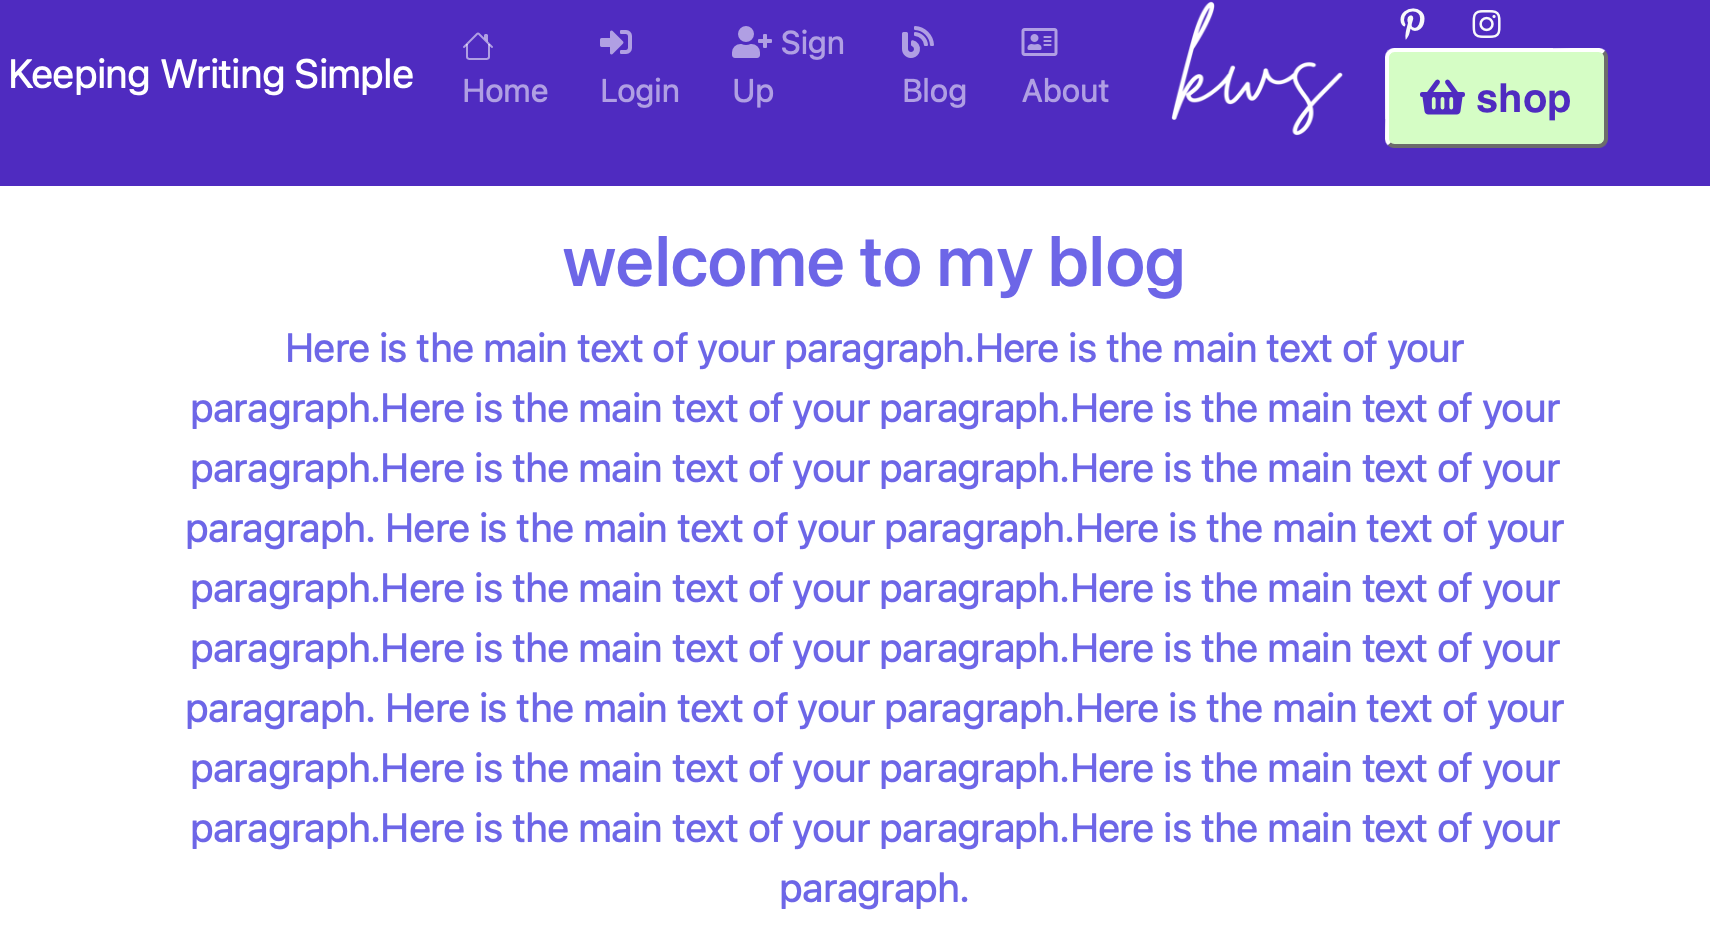 Keeping Writing Simple
Home
Login
Sign
Up
Blog
About
kws
shop
welcome to my blog
Here is the main text of your paragraph.Here is the main text of your
paragraph.Here is the main text of your paragraph.Here is the main text of your
paragraph.Here is the main text of your paragraph.Here is the main text of your
paragraph. Here is the main text of your paragraph.Here is the main text of your
paragraph.Here is the main text of your paragraph.Here is the main text of your
paragraph.Here is the main text of your paragraph.Here is the main text of your
paragraph. Here is the main text of your paragraph.Here is the main text of your
paragraph.Here is the main text of your paragraph.Here is the main text of your
paragraph.Here is the main text of your paragraph.Here is the main text of your
paragraph.